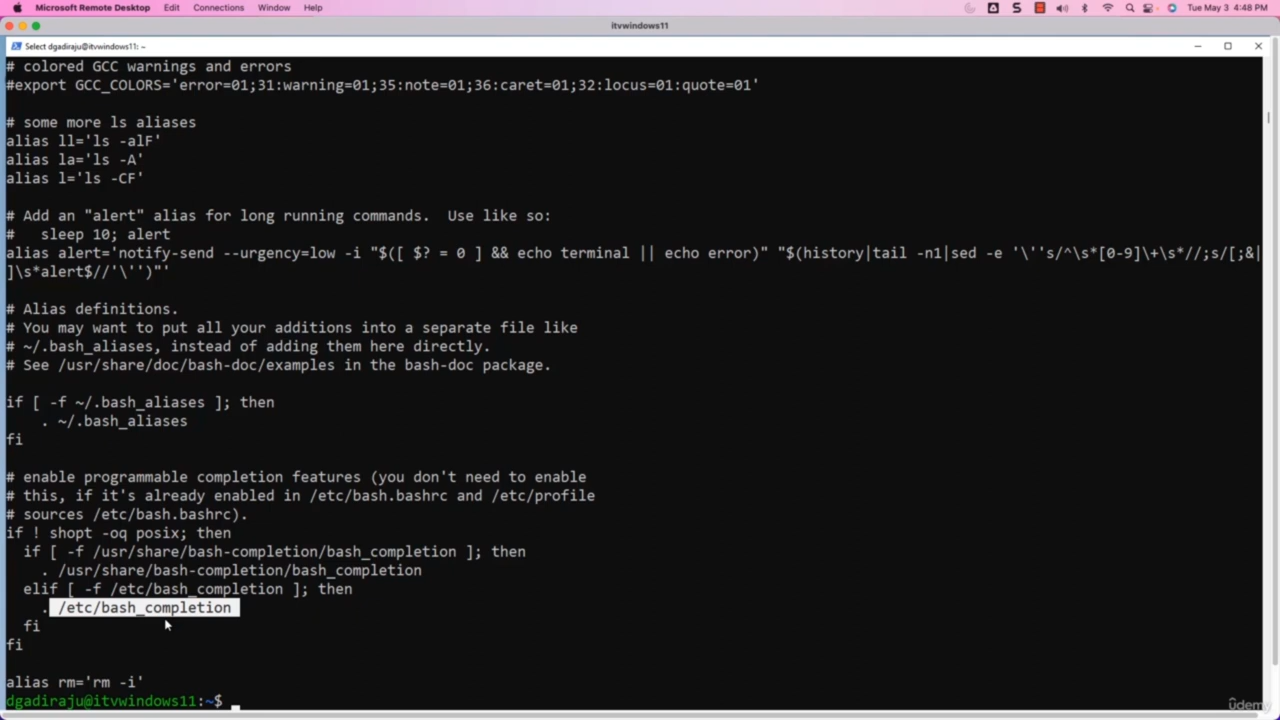 Microsoft Remote Desktop Edit Connections Window Help Tue May 3 4:48 PM
itvwindows11
Select dgadiraju@itvwindows11: ~
# colored GCC warnings and errors
#export GCC_COLORS='error=01;31:warning=01;35:note=01;36:caret=01;32:locus=01:quote=01'
# some more ls aliases
alias ll='ls -alF'
alias la='ls -A'
alias l='ls -CF'
# Add an "alert" alias for long running commands.  Use like so:
#   sleep 10; alert
alias alert='notify-send --urgency=low -i "$([ $? = 0 ] && echo terminal || echo error)" "$(history|tail -n1|sed -e '\''s/^\s*[0-9]\+\s*//;s/[;&|
]\s*alert$//'\'')"'
# Alias definitions.
# You may want to put all your additions into a separate file like
# ~/.bash_aliases, instead of adding them here directly.
# See /usr/share/doc/bash-doc/examples in the bash-doc package.
if [ -f ~/.bash_aliases ]; then
    . ~/.bash_aliases
fi
# enable programmable completion features (you don't need to enable
# this, if it's already enabled in /etc/bash.bashrc and /etc/profile
# sources /etc/bash.bashrc).
if ! shopt -oq posix; then
  if [ -f /usr/share/bash-completion/bash_completion ]; then
    . /usr/share/bash-completion/bash_completion
  elif [ -f /etc/bash_completion ]; then
    . /etc/bash_completion
  fi
fi
alias rm='rm -i'
dgadiraju@itvwindows11:~$
udemy